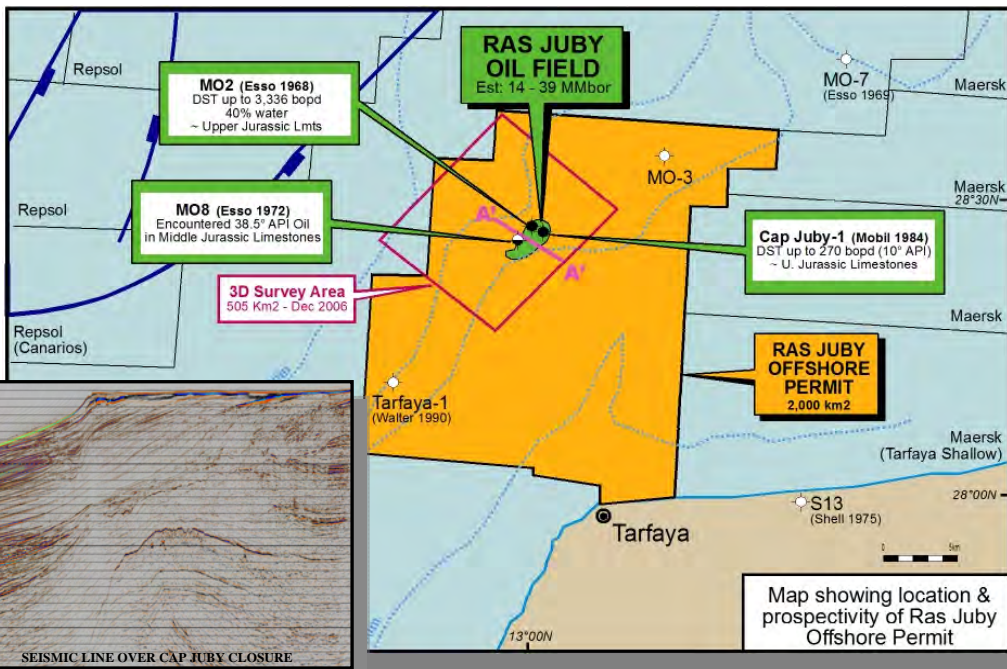 Repsol
MO2 (Esso 1968)
DST up to 3,336 bopd
40% water
~ Upper Jurassic Lmts
RAS JUBY
OIL FIELD
Est: 14 - 39 MMbor
MO-7
(Esso 1969)
Maersk
MO-3
Maersk
28°30N
Repsol
MO8 (Esso 1972)
Encountered 38.5° API Oil
in Middle Jurassic Limestones
A'
A'
Cap Juby-1 (Mobil 1984)
DST up to 270 bopd (10° API)
~ U. Jurassic Limestones
3D Survey Area
505 Km2 - Dec 2006
Maersk
Repsol
(Canarios)
RAS JUBY
OFFSHORE
PERMIT
2,000 km2
Tarfaya-1
(Walter 1990)
Maersk
(Tarfaya Shallow)
28°00N
S13
(Shell 1975)
Tarfaya
0
5km
Map showing location &
prospectivity of Ras Juby
Offshore Permit
13°00N
SEISMIC LINE OVER CAP JUBY CLOSURE